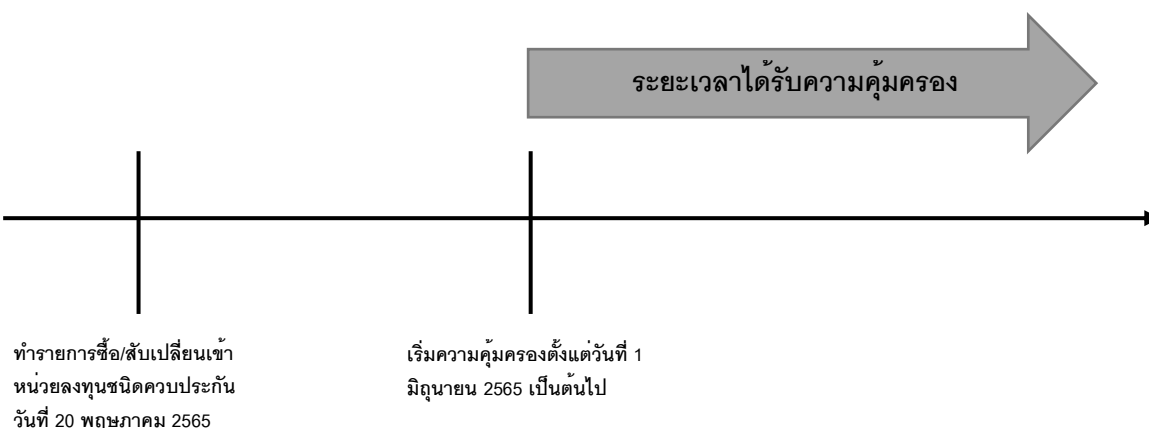 ระยะเวลาได้รับความคุ้มครอง
ทำรายการซื้อ/สับเปลี่ยนเข้า
หน่วยลงทุนชนิดควบประกัน
วันที่ 20 พฤษภาคม 2565
เริ่มความคุ้มครองตั้งแต่วันที่ 1
มิถุนายน 2565 เป็นต้นไป